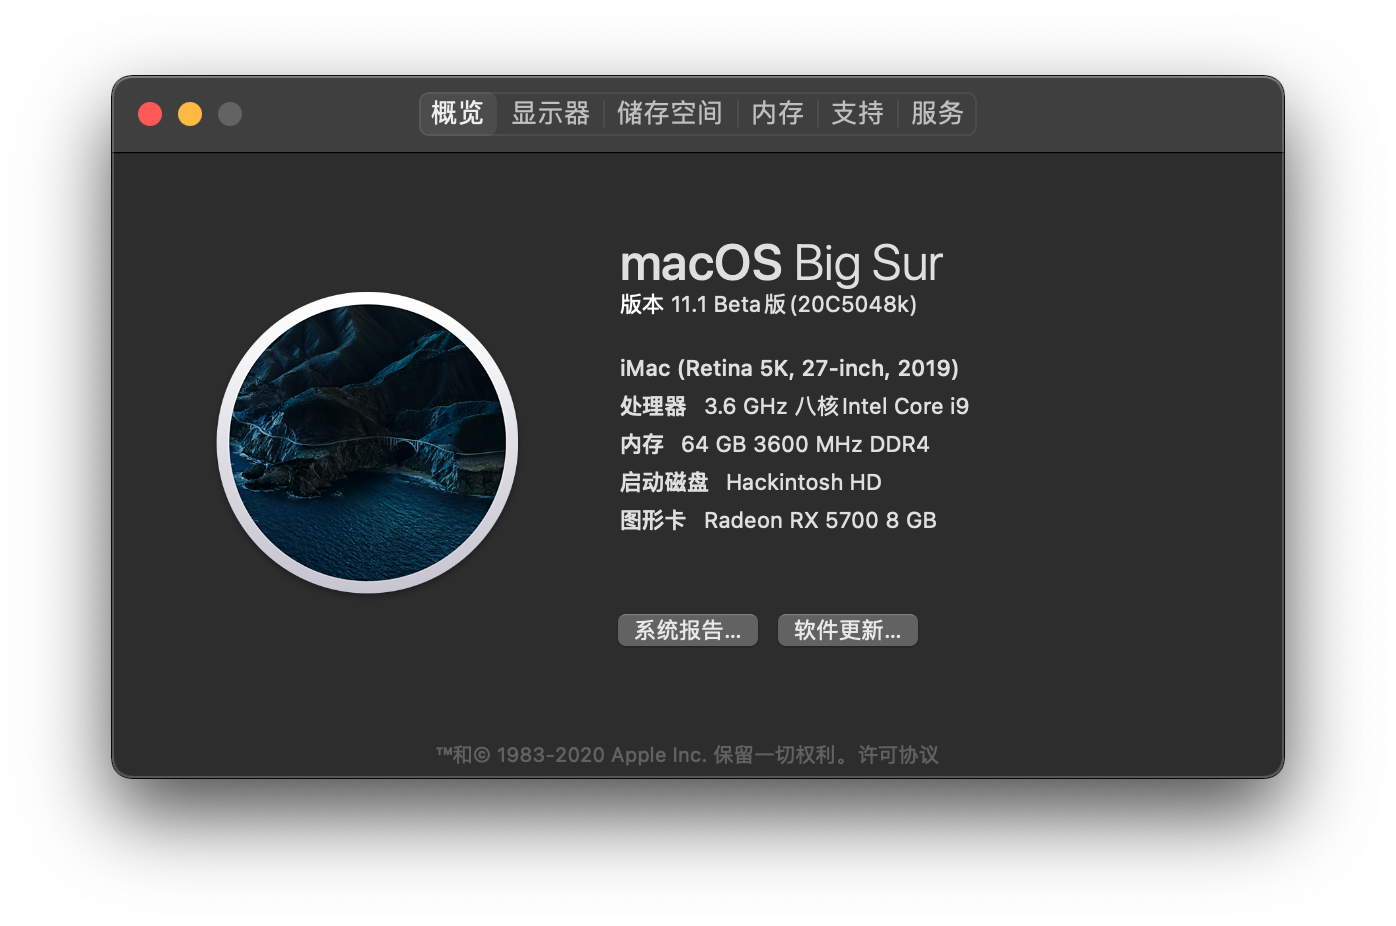 概览 显示器 储存空间 内存 支持 服务
macOS Big Sur
版本 11.1 Beta版(20C5048k)
iMac (Retina 5K, 27-inch, 2019)
处理器 3.6 GHz 八核Intel Core i9
内存 64 GB 3600 MHz DDR4
启动磁盘 Hackintosh HD
图形卡 Radeon RX 5700 8 GB
系统报告... 软件更新...
™和© 1983-2020 Apple Inc. 保留一切权利。许可协议